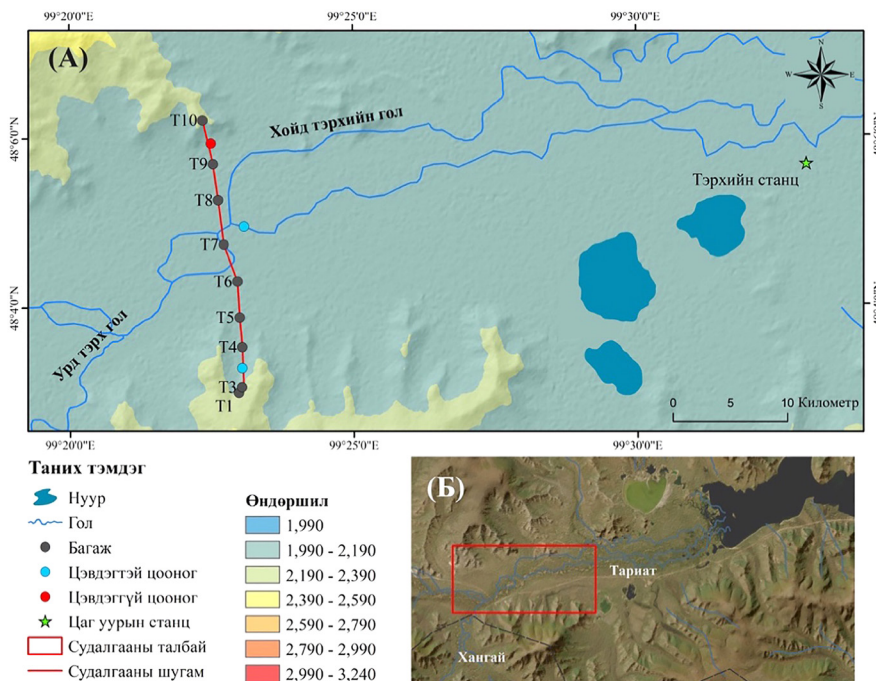 99°20'0"E 99°25'0"E 99°30'0"E
(А)
N
W E
S
T10
Хойд тэрхийн гол
48°6'0"N
T9
Тэрхийн станц
T8
T7
T6
48°4'0"N
T5
Урд тэрх гол
T4
T3
T1
0 5 10 Километр
99°20'0"E 99°25'0"E 99°30'0"E
Таних тэмдэг
Нуур
Гол
Багаж
Цэвдэгтэй цооног
Цэвдэггүй цооног
Цаг уурын станц
Судалгааны талбай
Судалгааны шугам
Өндөршил
1,990
1,990 - 2,190
2,190 - 2,390
2,390 - 2,590
2,590 - 2,790
2,790 - 2,990
2,990 - 3,240
(Б)
Тариат
Хангай